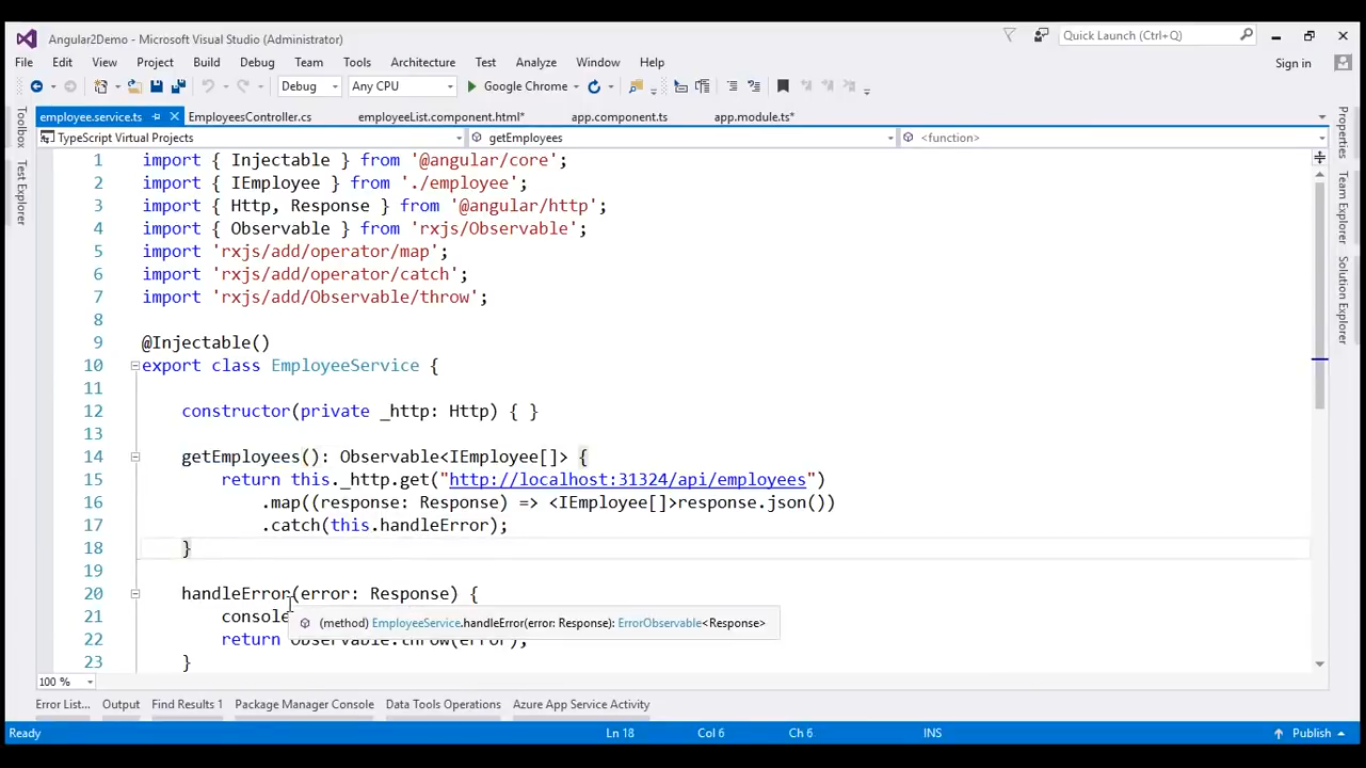 Angular2Demo - Microsoft Visual Studio (Administrator)
Quick Launch (Ctrl+Q)
File Edit View Project Build Debug Team Tools Architecture Test Analyze Window Help
Sign in
Debug Any CPU Google Chrome
employee.service.ts EmployeesController.cs employeeList.component.html* app.component.ts app.module.ts*
TypeScript Virtual Projects getEmployees <function>
Toolbox
Test Explorer
1 import { Injectable } from '@angular/core';
2 import { IEmployee } from './employee';
3 import { Http, Response } from '@angular/http';
4 import { Observable } from 'rxjs/Observable';
5 import 'rxjs/add/operator/map';
6 import 'rxjs/add/operator/catch';
7 import 'rxjs/add/Observable/throw';
8
9 @Injectable()
10 export class EmployeeService {
11
12 constructor(private _http: Http) { }
13
14 getEmployees(): Observable<IEmployee[]> {
15 return this._http.get("http://localhost:31324/api/employees")
16 .map((response: Response) => <IEmployee[]>response.json())
17 .catch(this.handleError);
18 }
19
20 handleError(error: Response) {
21 console
(method) EmployeeService.handleError(error: Response): ErrorObservable<Response>
22 return Observable.throw(error);
23 }
Properties
Team Explorer
Solution Explorer
100 %
Error List... Output Find Results 1 Package Manager Console Data Tools Operations Azure App Service Activity
Ready Ln 18 Col 6 Ch 6 INS Publish